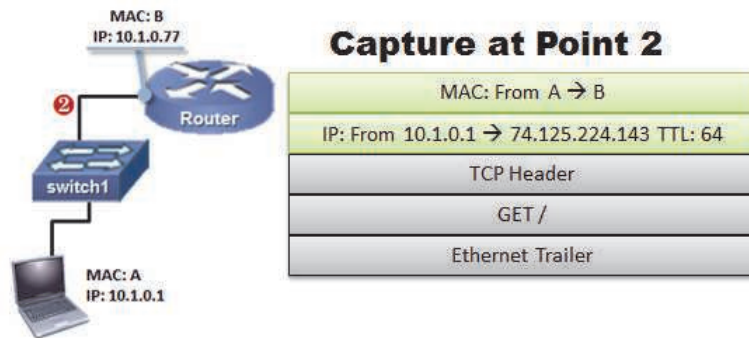 MAC: B
IP: 10.1.0.77
2
Router
switch1
MAC: A
IP: 10.1.0.1
Capture at Point 2
MAC: From A → B
IP: From 10.1.0.1 → 74.125.224.143 TTL: 64
TCP Header
GET /
Ethernet Trailer